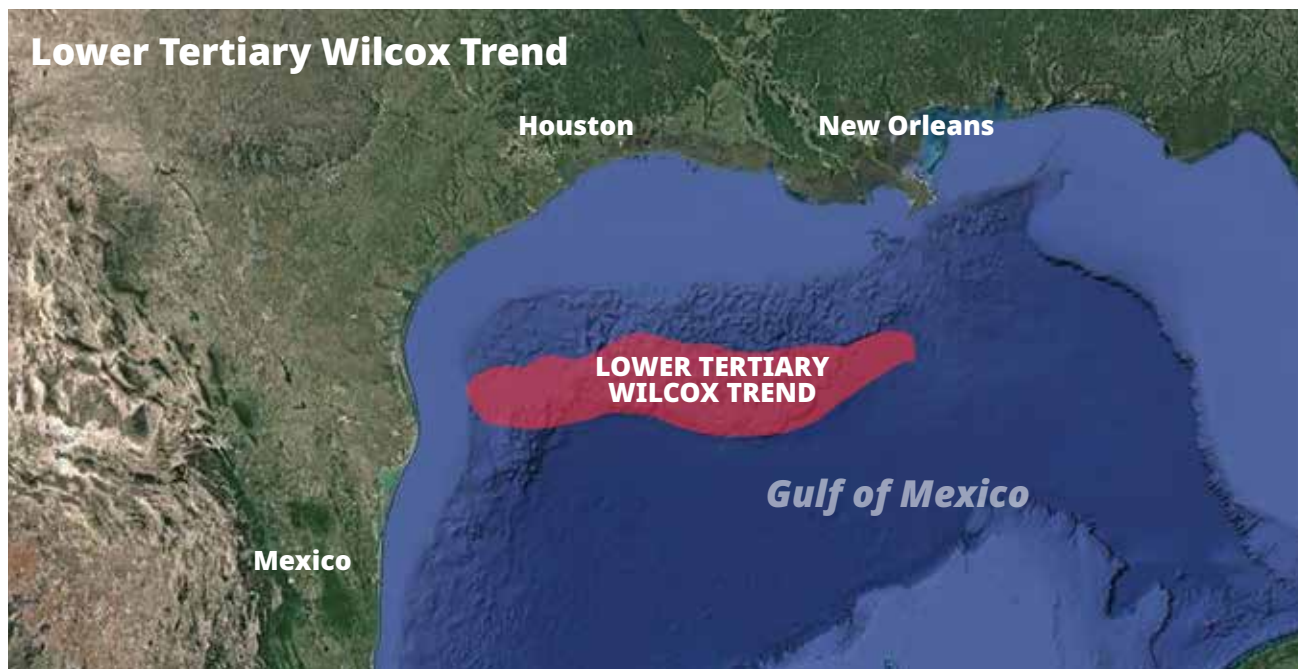 Lower Tertiary Wilcox Trend
Houston
New Orleans
LOWER TERTIARY
WILCOX TREND
Gulf of Mexico
Mexico